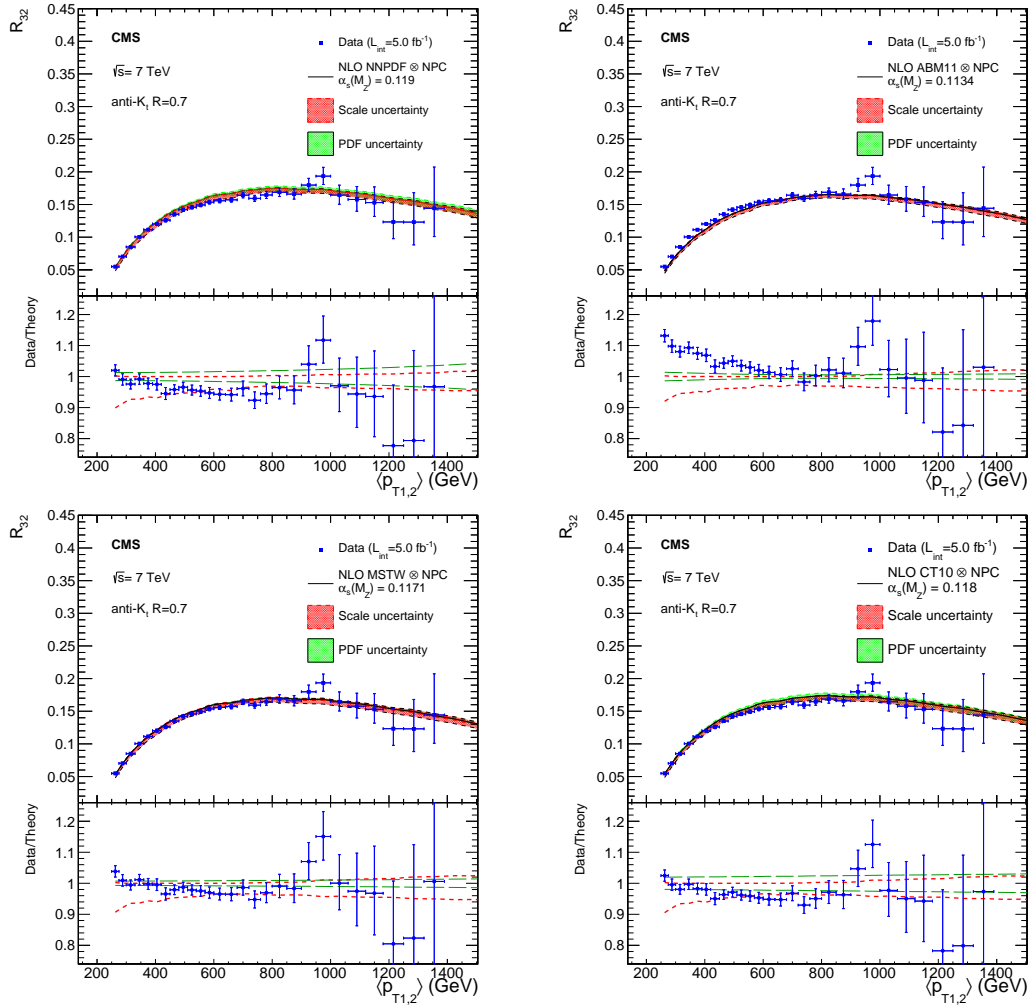 R32
0.45
0.4
0.35
0.3
0.25
0.2
0.15
0.1
0.05
CMS
√s= 7 TeV
anti-Kt R=0.7
Data (Lint=5.0 fb-1)
NLO NNPDF ⊗ NPC
αs(MZ) = 0.119
Scale uncertainty
PDF uncertainty
Data/Theory
1.2
1.1
1
0.9
0.8
200 400 600 800 1000 1200 1400
⟨pT1,2⟩ (GeV)
R32
0.45
0.4
0.35
0.3
0.25
0.2
0.15
0.1
0.05
CMS
√s= 7 TeV
anti-Kt R=0.7
Data (Lint=5.0 fb-1)
NLO ABM11 ⊗ NPC
αs(MZ) = 0.1134
Scale uncertainty
PDF uncertainty
Data/Theory
1.2
1.1
1
0.9
0.8
200 400 600 800 1000 1200 1400
⟨pT1,2⟩ (GeV)
R32
0.45
0.4
0.35
0.3
0.25
0.2
0.15
0.1
0.05
CMS
√s= 7 TeV
anti-Kt R=0.7
Data (Lint=5.0 fb-1)
NLO MSTW ⊗ NPC
αs(MZ) = 0.1171
Scale uncertainty
PDF uncertainty
Data/Theory
1.2
1.1
1
0.9
0.8
200 400 600 800 1000 1200 1400
⟨pT1,2⟩ (GeV)
R32
0.45
0.4
0.35
0.3
0.25
0.2
0.15
0.1
0.05
CMS
√s= 7 TeV
anti-Kt R=0.7
Data (Lint=5.0 fb-1)
NLO CT10 ⊗ NPC
αs(MZ) = 0.118
Scale uncertainty
PDF uncertainty
Data/Theory
1.2
1.1
1
0.9
0.8
200 400 600 800 1000 1200 1400
⟨pT1,2⟩ (GeV)